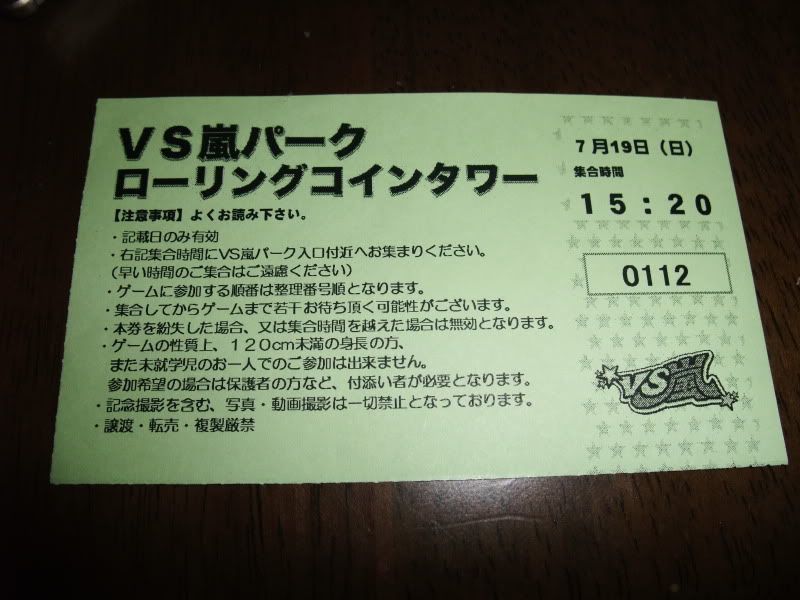 VS嵐パーク
ローリングコインタワー
【注意事項】よくお読み下さい。
・記載日のみ有効
・右記集合時間にVS嵐パーク入口付近へお集まりください。
（早い時間のご集合はご遠慮ください）
・ゲームに参加する順番は整理番号順となります。
・集合してからゲームまで若干お待ち頂く可能性がございます。
・本券を紛失した場合、又は集合時間を越えた場合は無効となります。
・ゲームの性質上、120cm未満の身長の方、
また未就学児のお一人でのご参加は出来ません。
参加希望の場合は保護者の方など、付添い者が必要となります。
・記念撮影を含む、写真・動画撮影は一切禁止となっております。
・譲渡・転売・複製厳禁
7月19日（日）
集合時間
15：20
0112
VS嵐